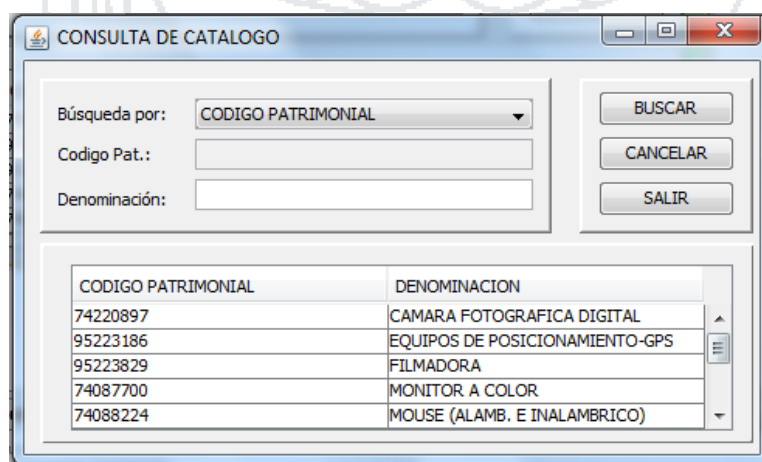 CONSULTA DE CATALOGO
Búsqueda por: CODIGO PATRIMONIAL
BUSCAR
Codigo Pat.:
CANCELAR
Denominación:
SALIR
CODIGO PATRIMONIAL DENOMINACION
74220897 CAMARA FOTOGRAFICA DIGITAL
95223186 EQUIPOS DE POSICIONAMIENTO-GPS
95223829 FILMADORA
74087700 MONITOR A COLOR
74088224 MOUSE (ALAMB. E INALAMBRICO)